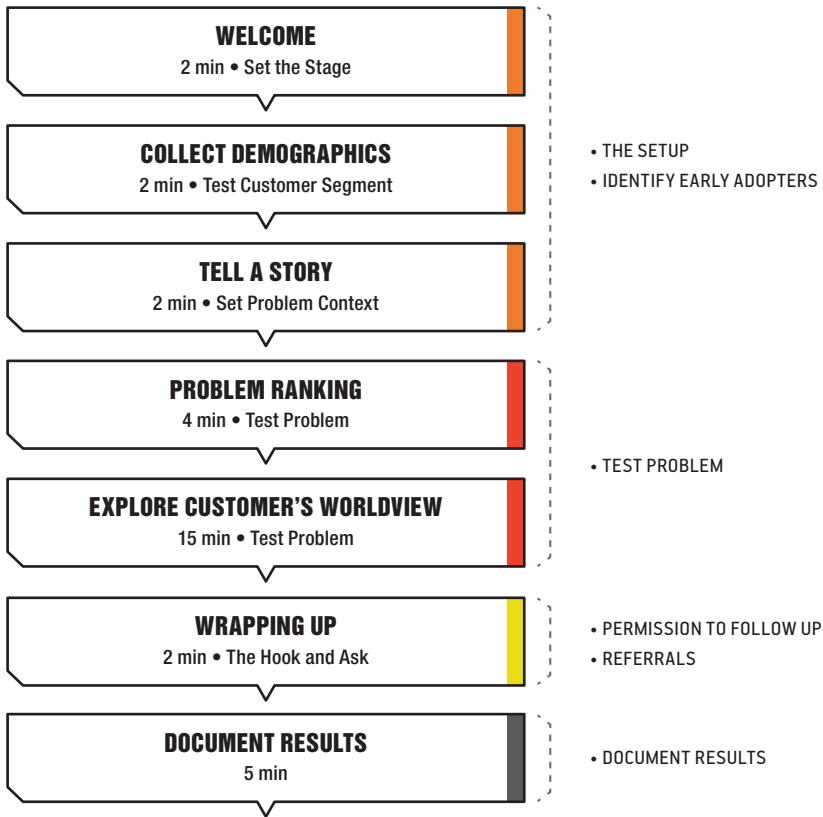 WELCOME
2 min • Set the Stage
COLLECT DEMOGRAPHICS
2 min • Test Customer Segment
• THE SETUP
• IDENTIFY EARLY ADOPTERS
TELL A STORY
2 min • Set Problem Context
PROBLEM RANKING
4 min • Test Problem
• TEST PROBLEM
EXPLORE CUSTOMER’S WORLDVIEW
15 min • Test Problem
WRAPPING UP
2 min • The Hook and Ask
• PERMISSION TO FOLLOW UP
• REFERRALS
DOCUMENT RESULTS
5 min
• DOCUMENT RESULTS